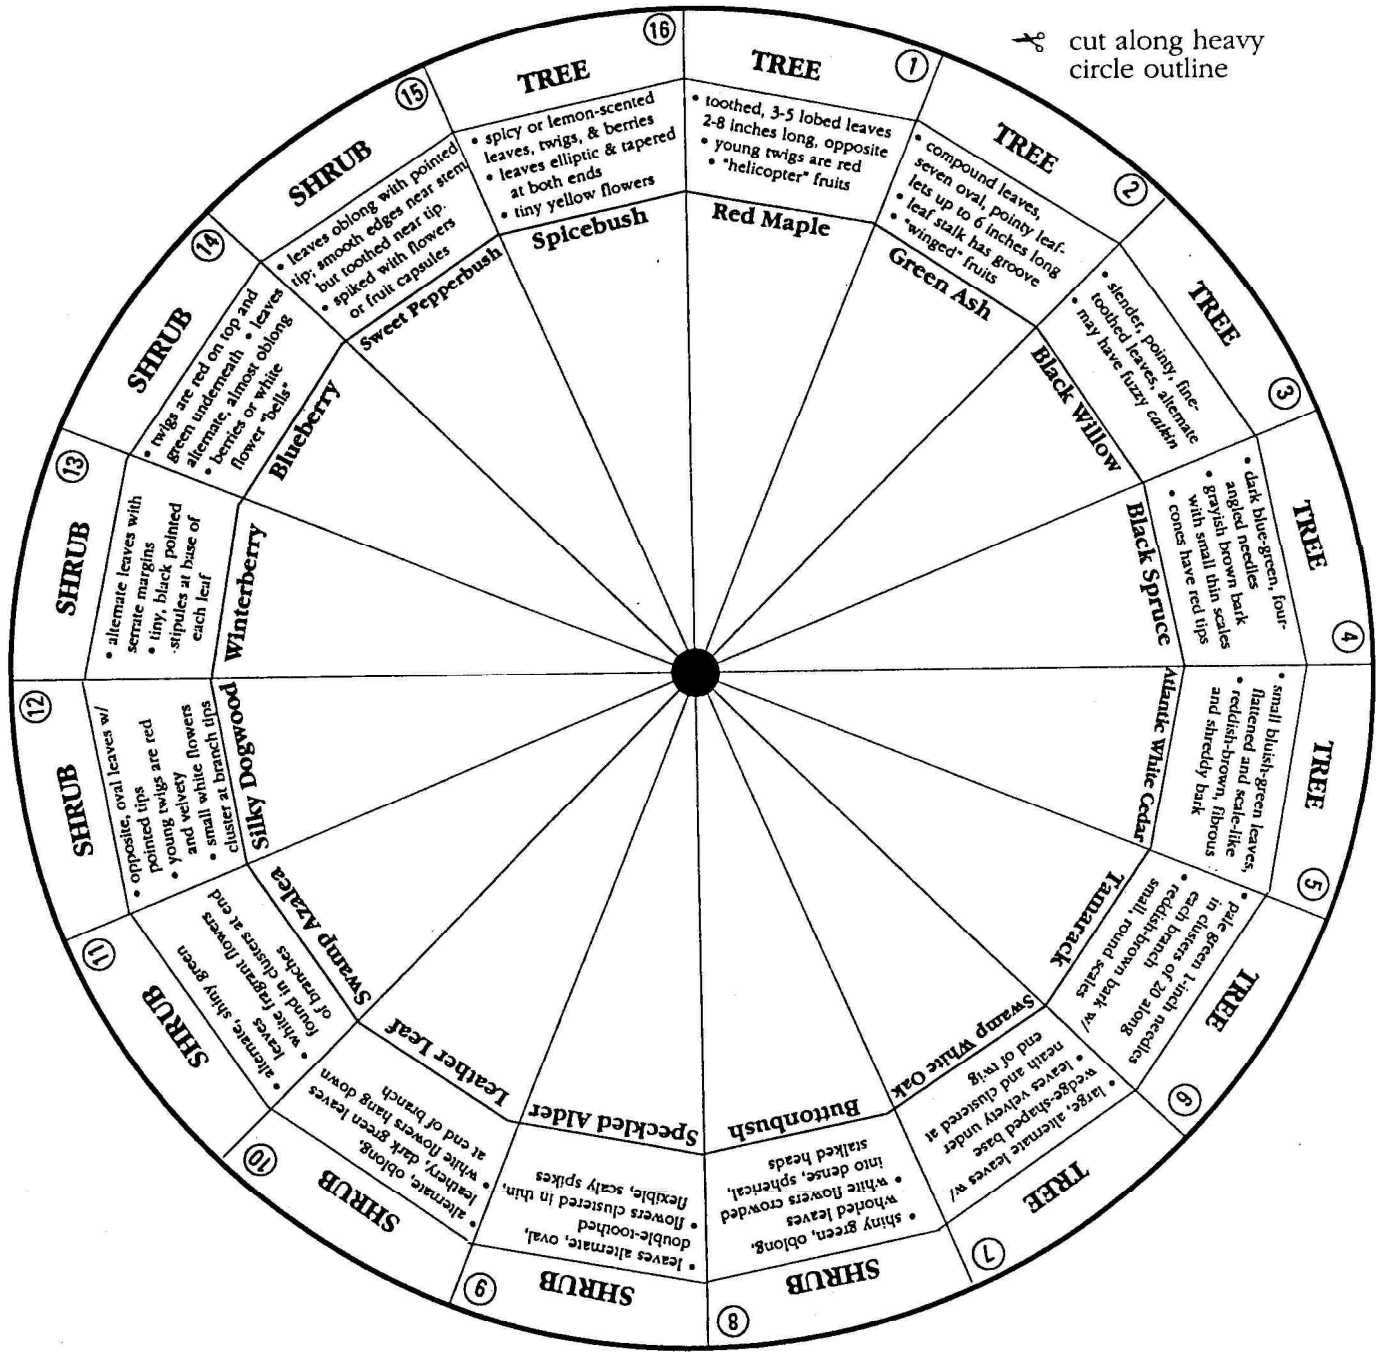 cut along heavy
circle outline
1
TREE
• toothed, 3-5 lobed leaves
2-8 inches long, opposite
• young twigs are red
• "helicopter" fruits
Red Maple
2
TREE
• compound leaves,
seven oval, pointy leaf-
lets up to 6 inches long
• leaf stalk has groove
• "winged" fruits
Green Ash
3
TREE
• slender, pointy, fine-
toothed leaves, alternate
• may have fuzzy catkin
Black Willow
4
TREE
• dark blue-green, four-
angled needles
• grayish brown bark
with small thin scales
• cones have red tips
Black Spruce
5
TREE
• small bluish-green leaves,
flattened and scale-like
• reddish-brown, fibrous
and shreddy bark
Atlantic White Cedar
6
TREE
• pale green 1-inch needles
in clusters of 20 along
each branch
• reddish-brown bark w/
small, round scales
Tamarack
7
TREE
• large, alternate leaves w/
wedge-shaped base
• leaves velvety under
neath and clustered at
end of twig
Swamp White Oak
8
SHRUB
• shiny green, oblong,
whorled leaves
• white flowers crowded
into dense, spherical,
stalked heads
Buttonbush
9
SHRUB
• leaves alternate, oval,
double-toothed
• flowers clustered in thin,
flexible, scaly spikes
Speckled Alder
10
SHRUB
• alternate, oblong,
leathery, dark green leaves
• white flowers hang down
at end of branch
Leather Leaf
11
SHRUB
• alternate, shiny green
leaves
• white fragrant flowers
found in clusters at end
of branches
Swamp Azalea
12
SHRUB
• opposite, oval leaves w/
pointed tips
• young twigs are red
and velvety
• small white flowers
cluster at branch tips
Silky Dogwood
13
SHRUB
• alternate leaves with
serrate margins
• tiny, black pointed
stipules at base of
each leaf
Winterberry
14
SHRUB
• twigs are red on top and
green underneath • leaves
alternate, almost oblong
• berries or white
flower "bells"
Blueberry
15
SHRUB
• leaves oblong with pointed
tip; smooth edges near stem
but toothed near tip.
• spiked with flowers
or fruit capsules
Sweet Pepperbush
16
TREE
• spicy or lemon-scented
leaves, twigs, & berries
• leaves elliptic & tapered
at both ends
• tiny yellow flowers
Spicebush